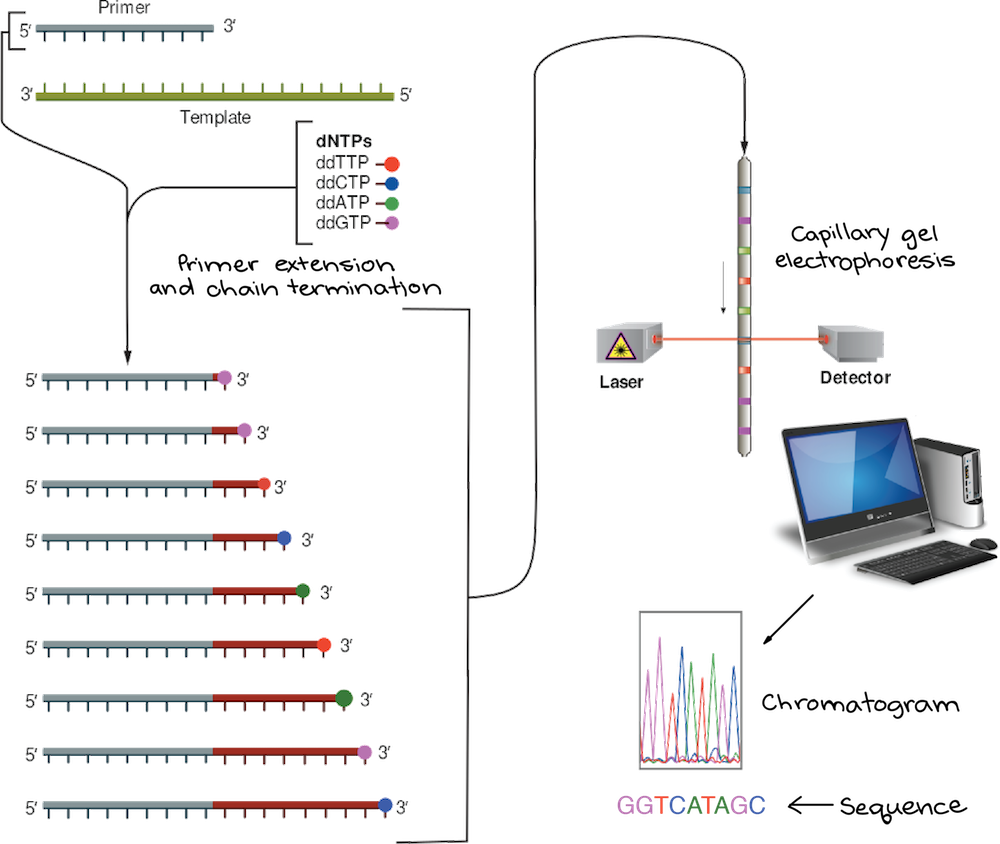 Primer
5′ 3′
3′ 5′
Template
dNTPs
ddTTP
ddCTP
ddATP
ddGTP
Primer extension
and chain termination
5′ 3′
5′ 3′
5′ 3′
5′ 3′
5′ 3′
5′ 3′
5′ 3′
5′ 3′
5′ 3′
Capillary gel
electrophoresis
Laser
Detector
Chromatogram
GGTCATAGC
Sequence